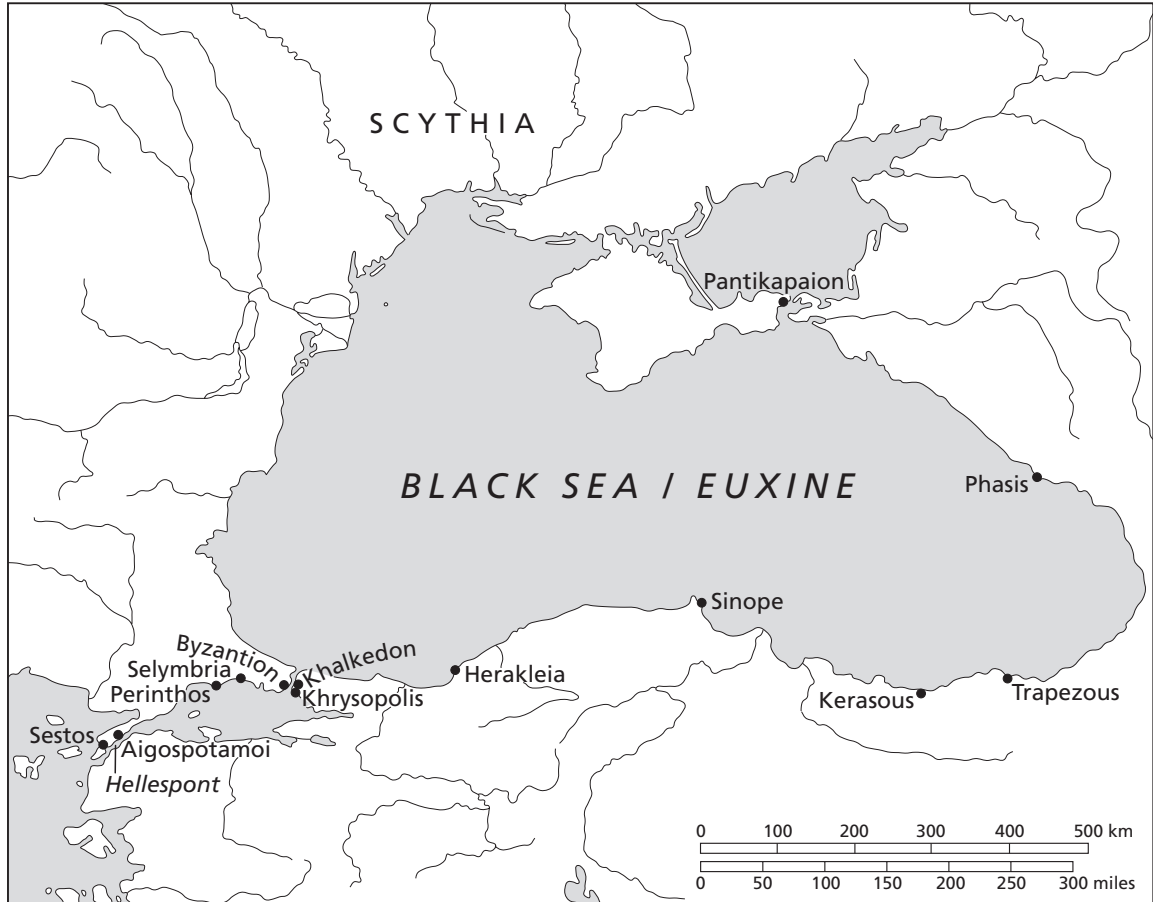 SCYTHIA
Pantikapaion
BLACK SEA / EUXINE
Phasis
Sinope
Byzantion
Khalkedon
Selymbria
Herakleia
Perinthos
Khrysopolis
Kerasous
Trapezous
Sestos
Aigospotamoi
Hellespont
0 100 200 300 400 500 km
0 50 100 150 200 250 300 miles